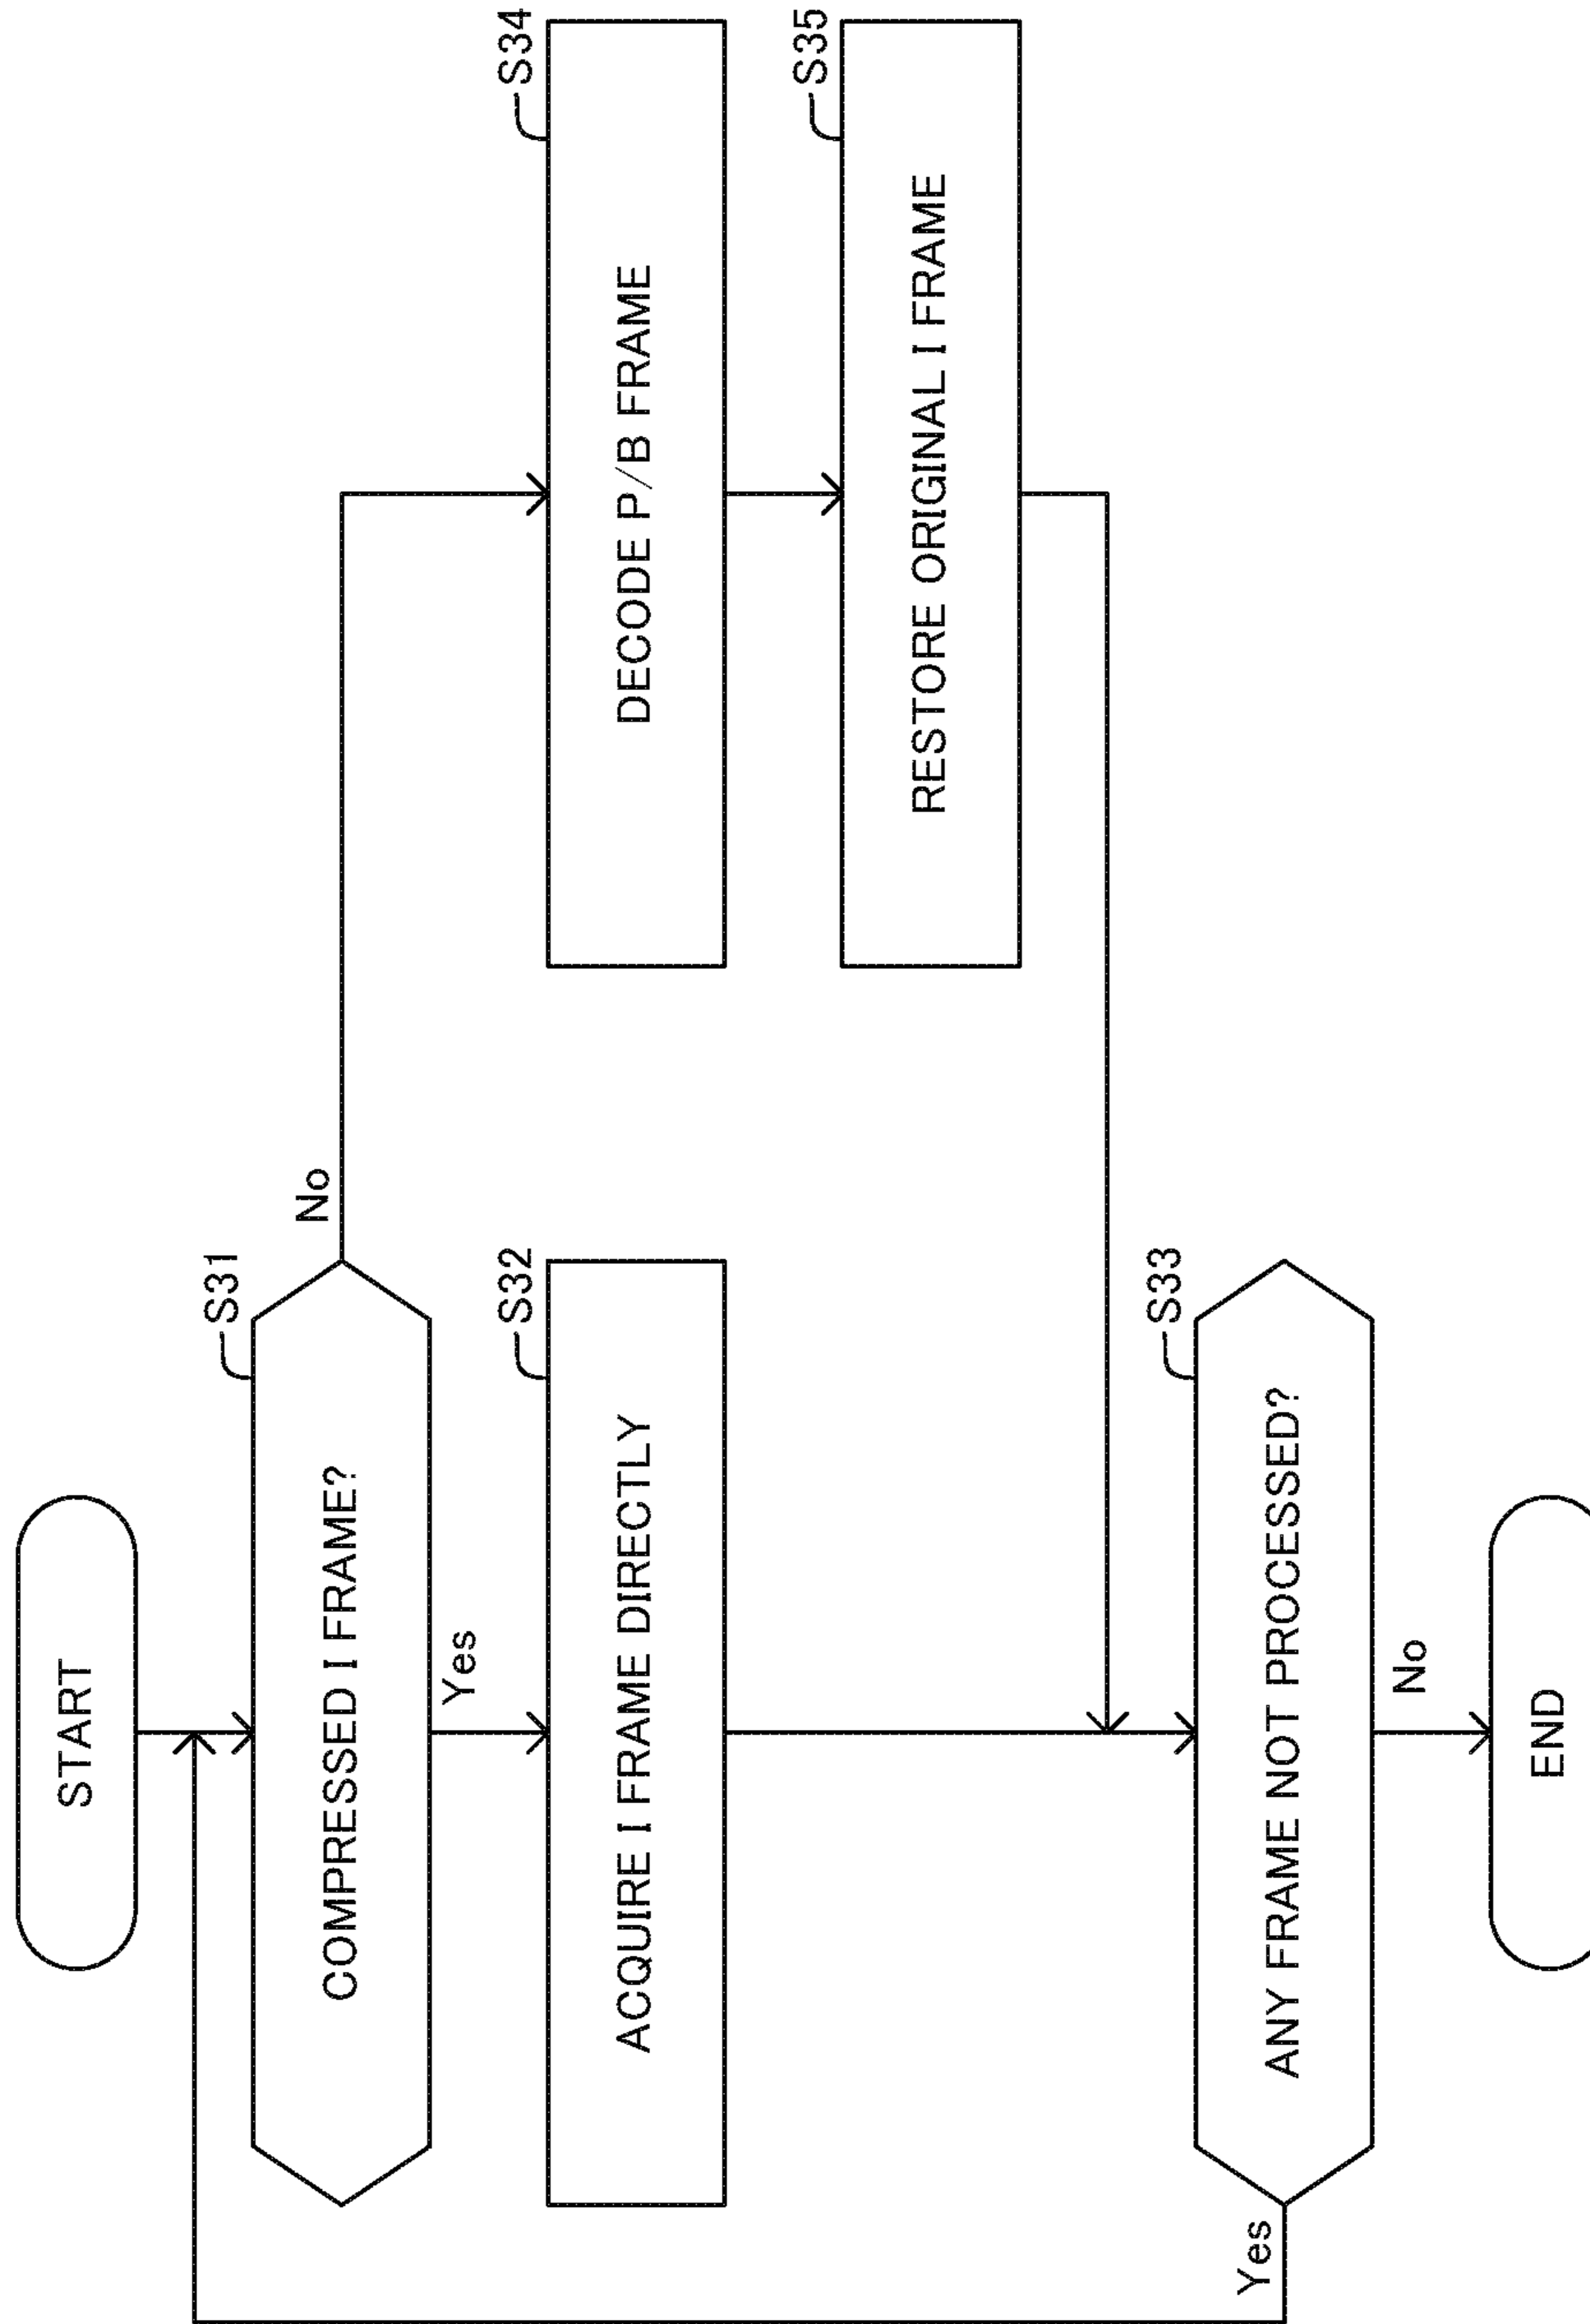 START
S31
COMPRESSED I FRAME?
No
Yes
S32
ACQUIRE I FRAME DIRECTLY
S34
DECODE P/B FRAME
S35
RESTORE ORIGINAL I FRAME
S33
ANY FRAME NOT PROCESSED?
Yes
No
END